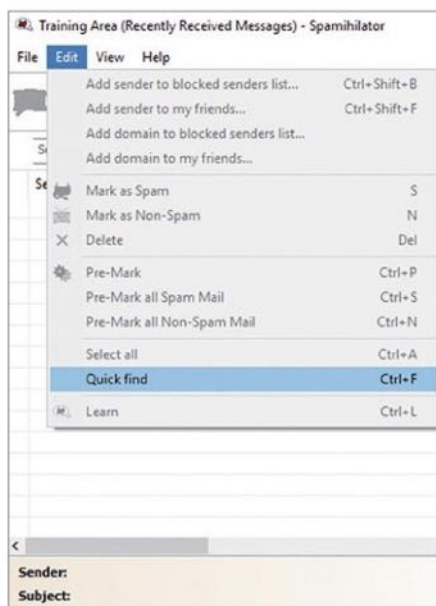 Training Area (Recently Received Messages) - Spamihilator
File Edit View Help
Add sender to blocked senders list... Ctrl+Shift+B
Add sender to my friends... Ctrl+Shift+F
Add domain to blocked senders list...
Add domain to my friends...
Mark as Spam S
Mark as Non-Spam N
Delete Del
Pre-Mark Ctrl+P
Pre-Mark all Spam Mail Ctrl+S
Pre-Mark all Non-Spam Mail Ctrl+N
Select all Ctrl+A
Quick find Ctrl+F
Learn Ctrl+L
Sender:
Subject: